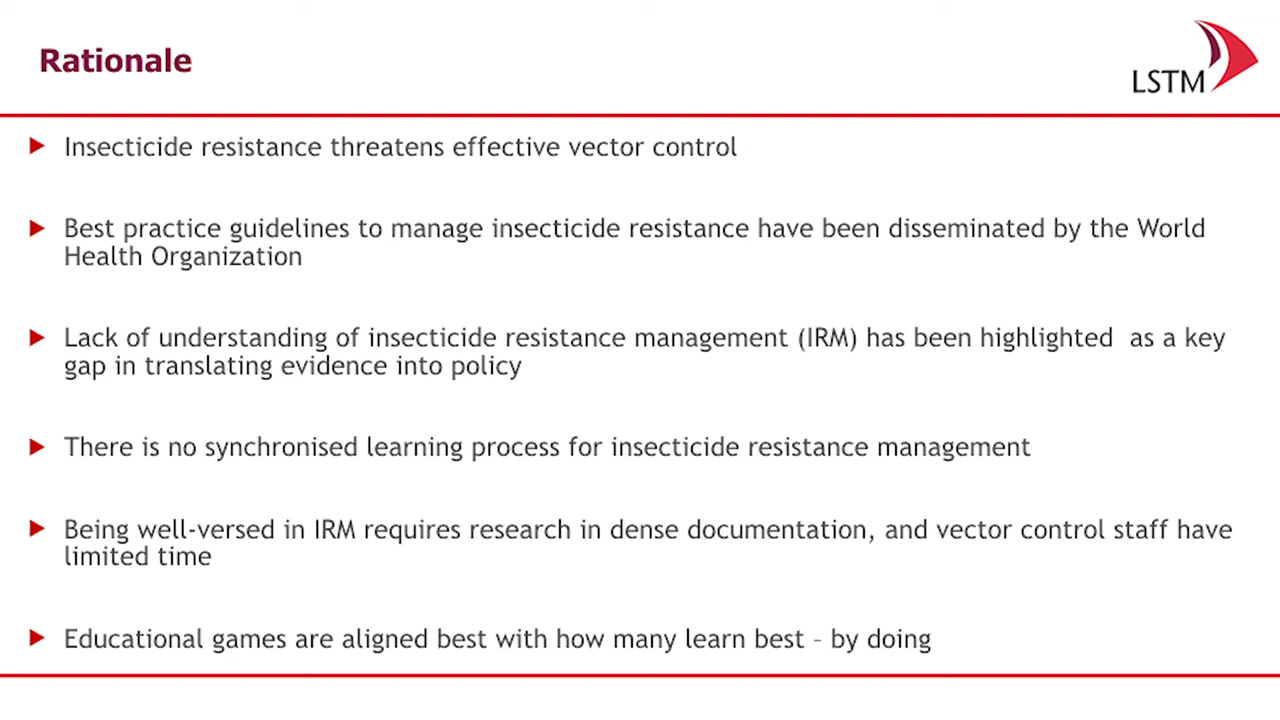 Rationale
LSTM
Insecticide resistance threatens effective vector control
Best practice guidelines to manage insecticide resistance have been disseminated by the World
Health Organization
Lack of understanding of insecticide resistance management (IRM) has been highlighted  as a key
gap in translating evidence into policy
There is no synchronised learning process for insecticide resistance management
Being well-versed in IRM requires research in dense documentation, and vector control staff have
limited time
Educational games are aligned best with how many learn best – by doing